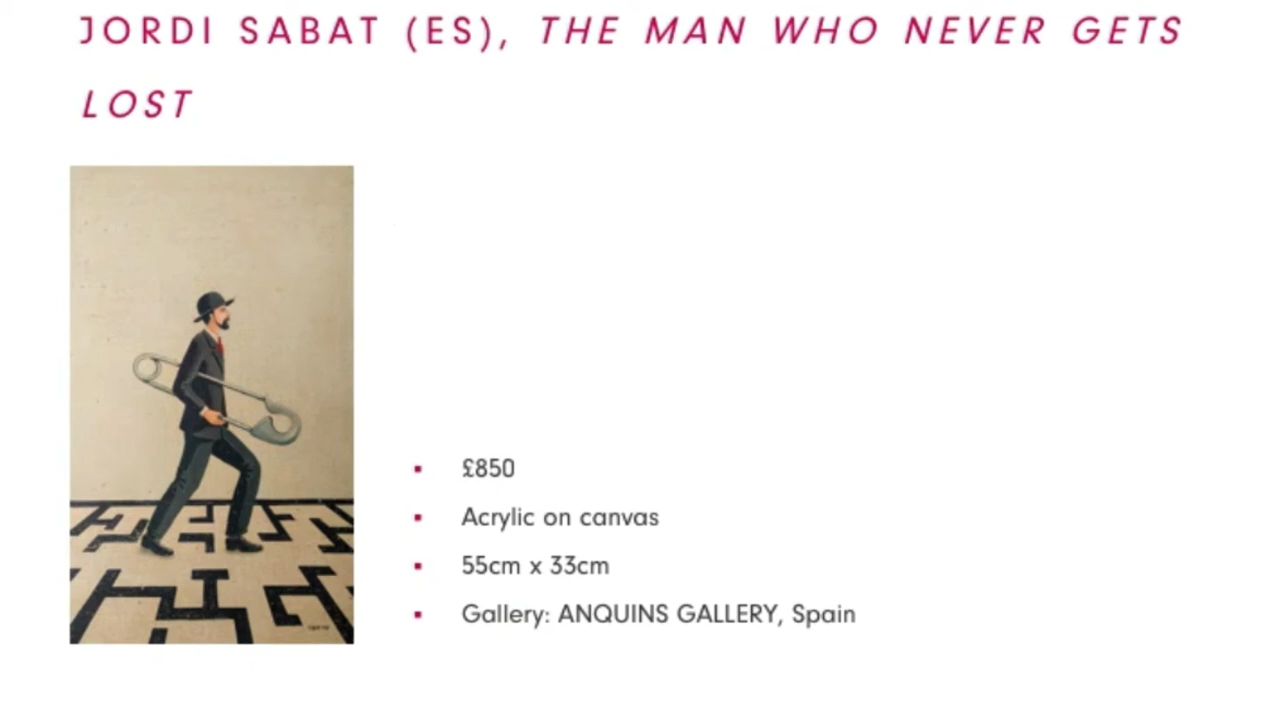 JORDI SABAT (ES), THE MAN WHO NEVER GETS
LOST
£850
Acrylic on canvas
55cm x 33cm
Gallery: ANQUINS GALLERY, Spain